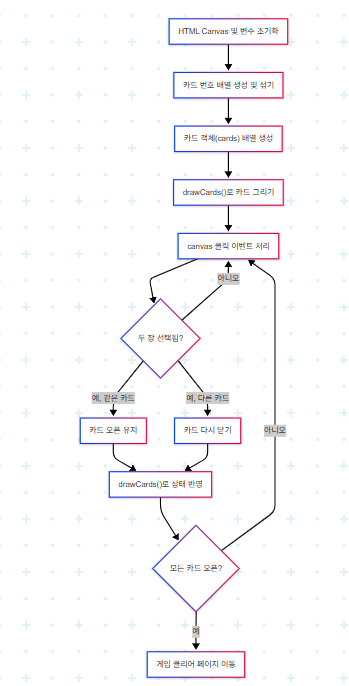 HTML Canvas 및 변수 초기화
카드 번호 배열 생성 및 섞기
카드 객체(cards) 배열 생성
drawCards()로 카드 그리기
canvas 클릭 이벤트 처리
아니오
두 장 선택됨?
예, 같은 카드
예, 다른 카드
카드 오픈 유지
카드 다시 닫기
아니오
drawCards()로 상태 반영
모든 카드 오픈?
예
게임 클리어 페이지 이동